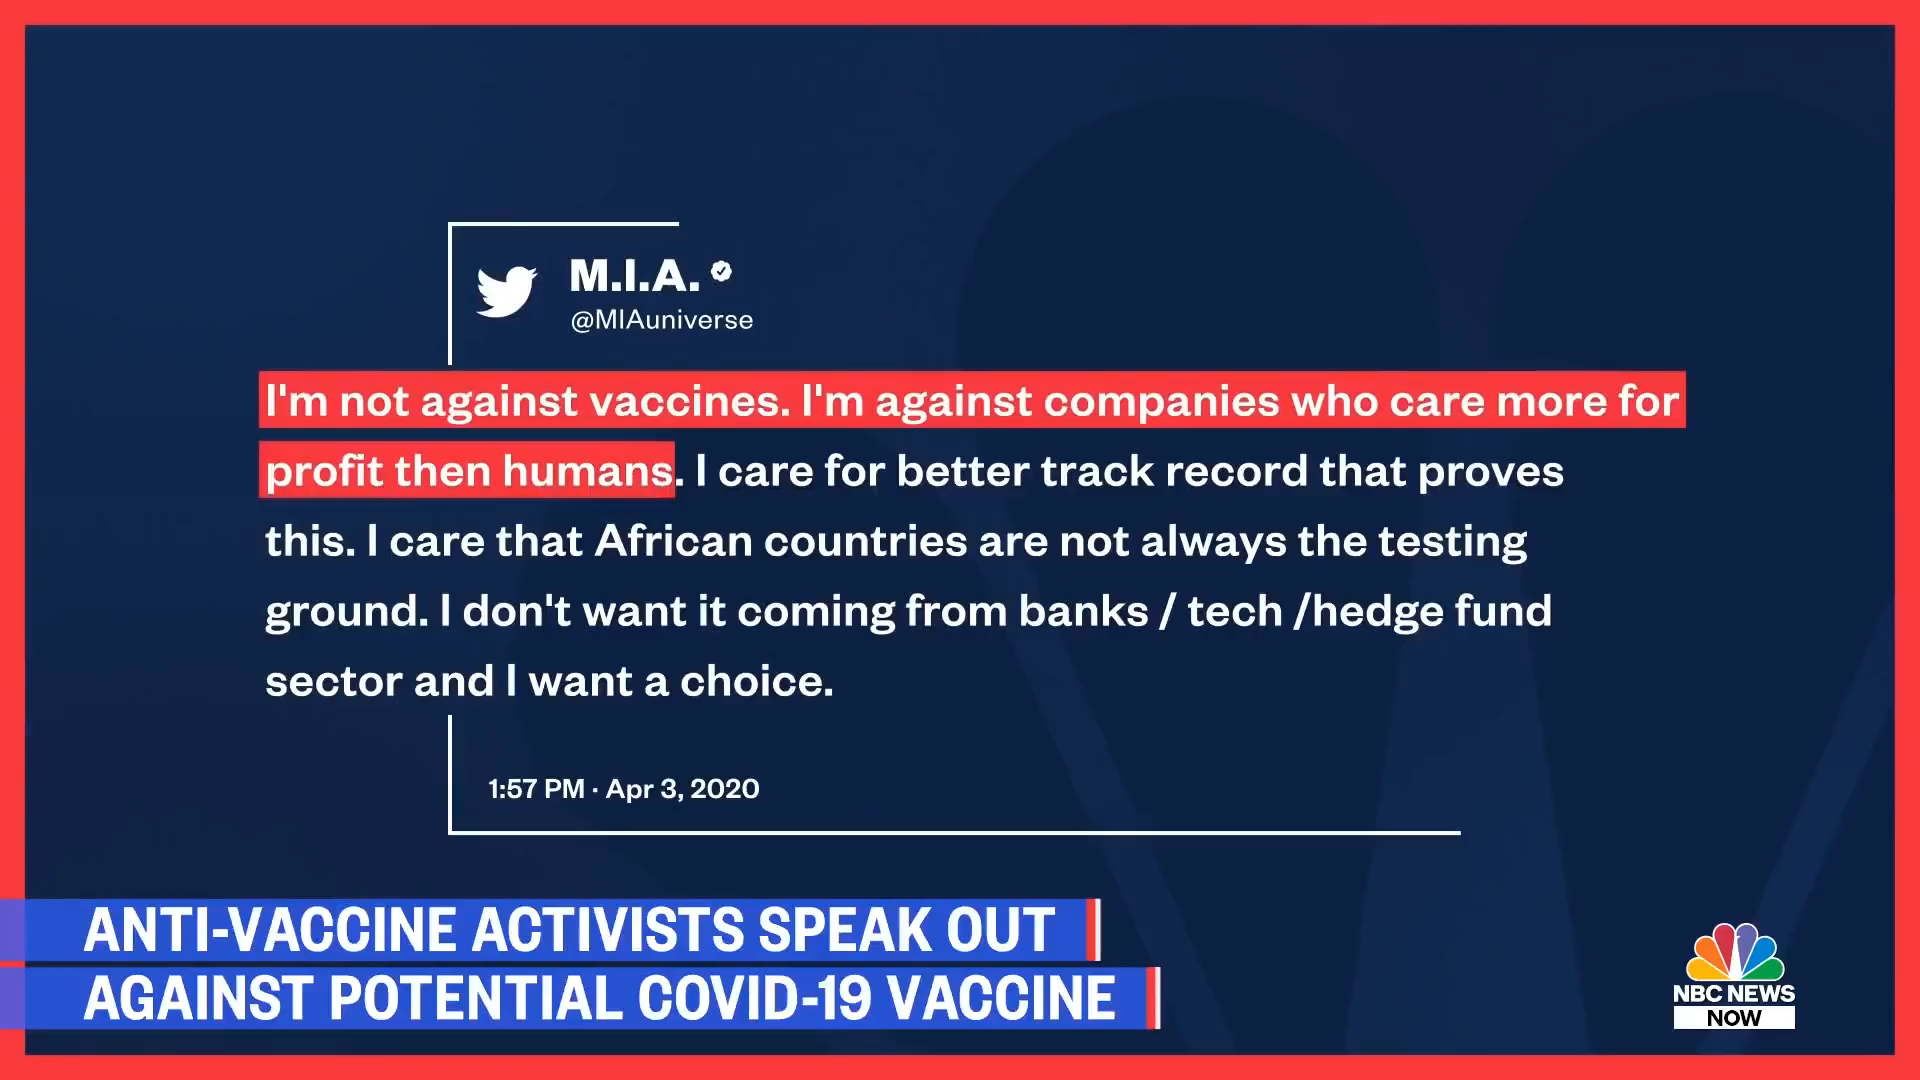 M.I.A.
@MIAuniverse
I'm not against vaccines. I'm against companies who care more for
profit then humans. I care for better track record that proves
this. I care that African countries are not always the testing
ground. I don't want it coming from banks / tech /hedge fund
sector and I want a choice.
1:57 PM · Apr 3, 2020
ANTI-VACCINE ACTIVISTS SPEAK OUT
AGAINST POTENTIAL COVID-19 VACCINE
NBC NEWS
NOW